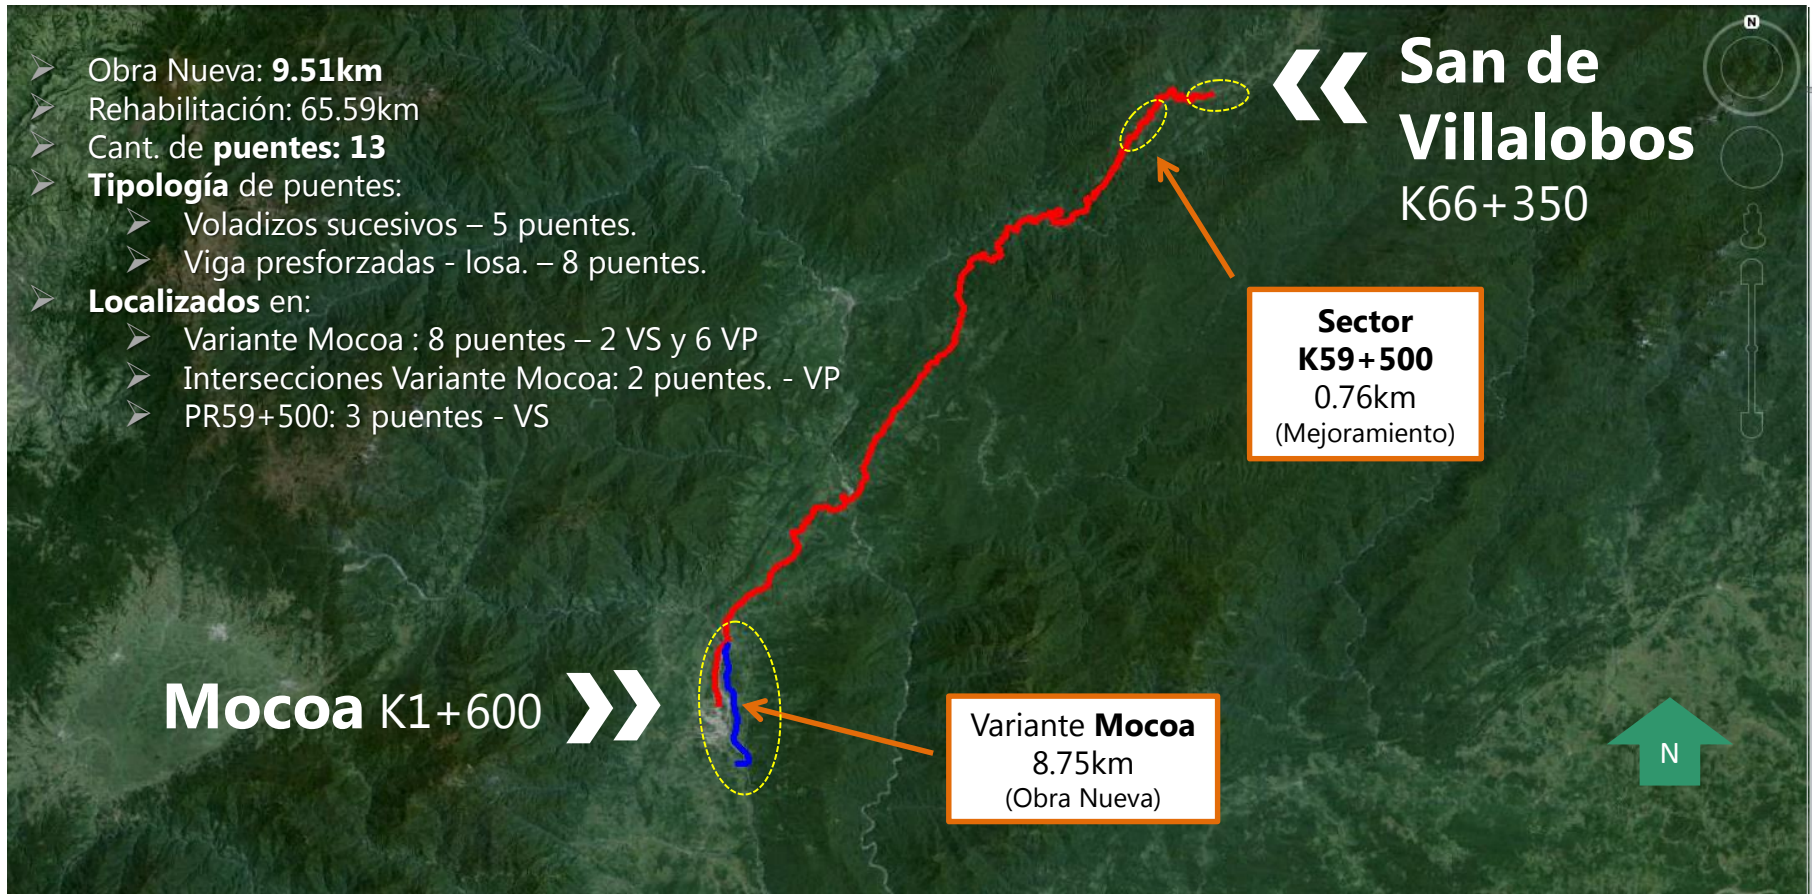 Obra Nueva: 9.51km
Rehabilitación: 65.59km
Cant. de puentes: 13
Tipología de puentes:
Voladizos sucesivos – 5 puentes.
Viga presforzadas - losa. – 8 puentes.
Localizados en:
Variante Mocoa : 8 puentes – 2 VS y 6 VP
Intersecciones Variante Mocoa: 2 puentes. - VP
PR59+500: 3 puentes - VS
N
San de
Villalobos
K66+350
Sector
K59+500
0.76km
(Mejoramiento)
Mocoa K1+600
Variante Mocoa
8.75km
(Obra Nueva)
N